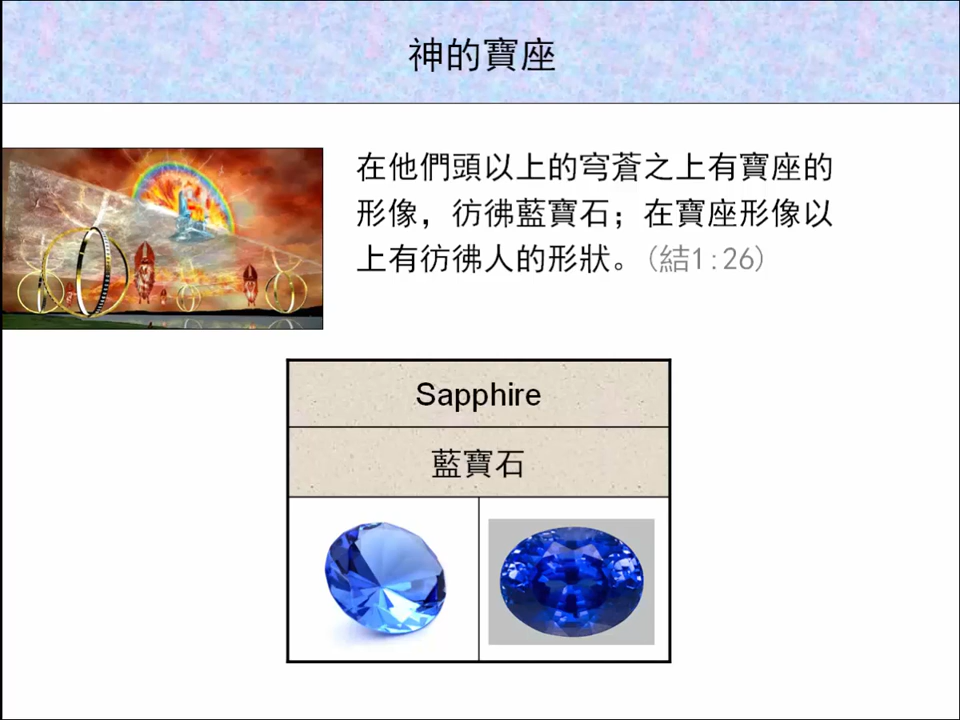 神的寶座
在他們頭以上的穹蒼之上有寶座的
形像，彷彿藍寶石；在寶座形像以
上有彷彿人的形狀。(結1:26)
Sapphire
藍寶石